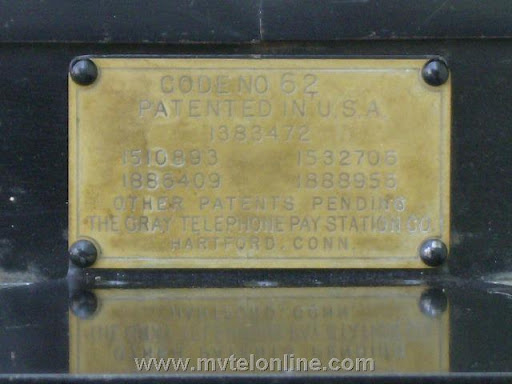 CODE NO 62
PATENTED IN U.S.A.
1383472
1510893 1532706
1886409 1888955
OTHER PATENTS PENDING
THE GRAY TELEPHONE PAY STATION CO.
HARTFORD, CONN.
www.mvtelonline.com